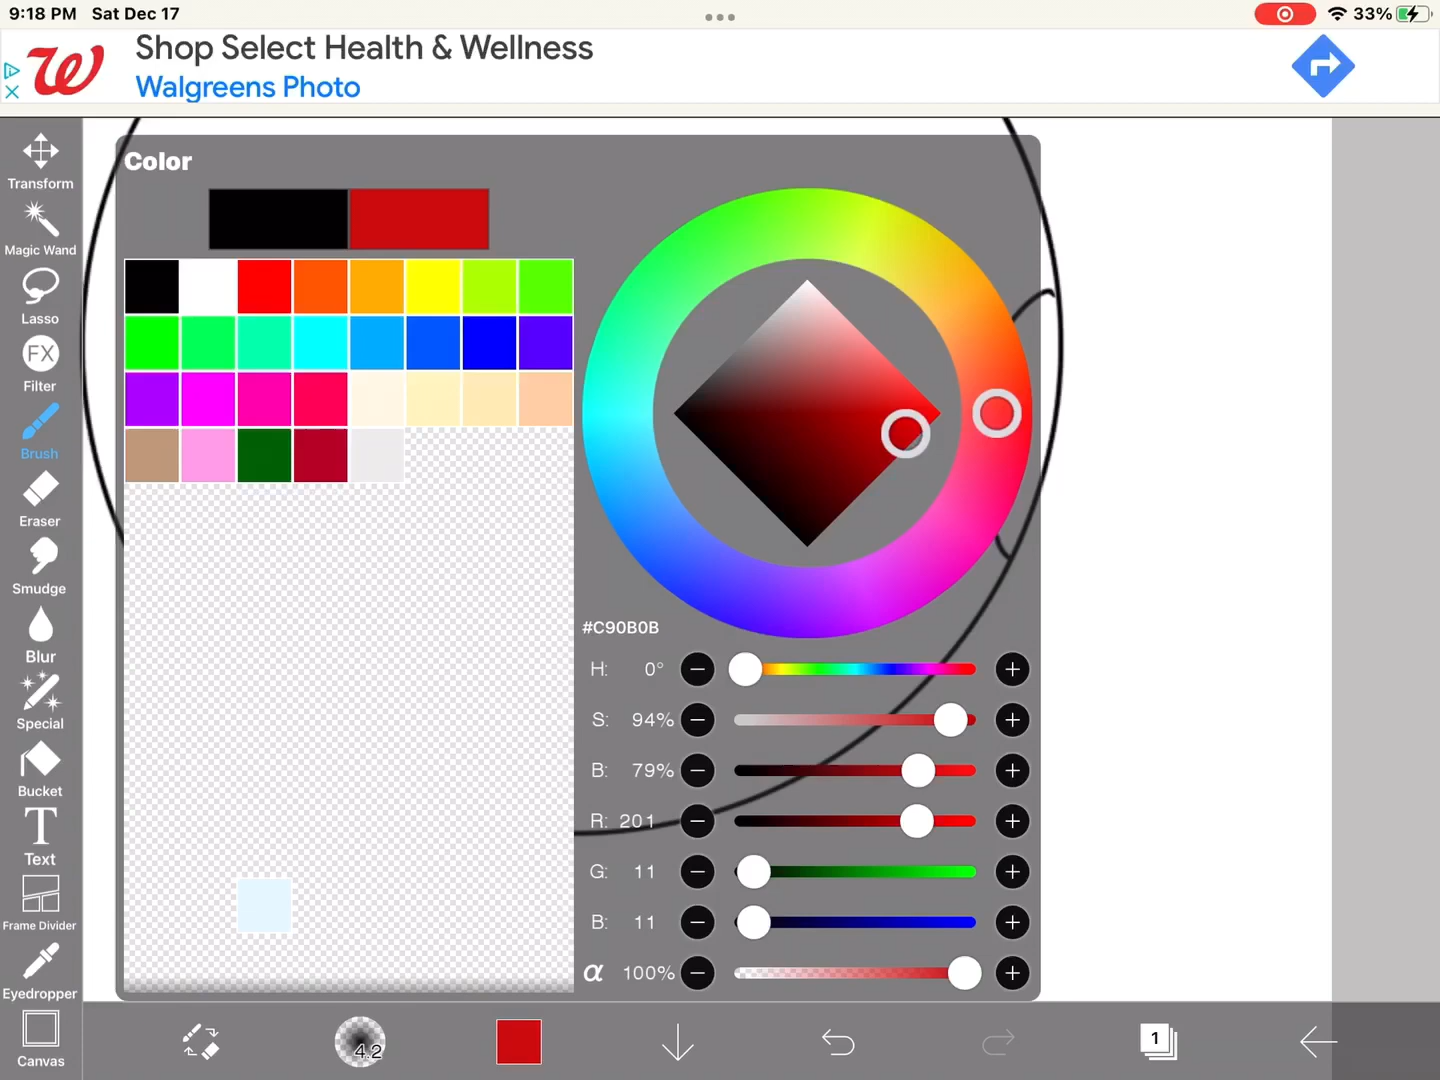 9:18 PM Sat Dec 17
33%
Shop Select Health & Wellness
Walgreens Photo
Transform
Magic Wand
Lasso
FX
Filter
Brush
Eraser
Smudge
Blur
Special
Bucket
T
Text
Frame Divider
Eyedropper
Canvas
Color
#C90B0B
H: 0°
S: 94%
B: 79%
R: 201
G: 11
B: 11
α 100%
4.2
1